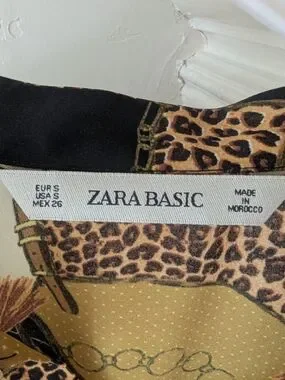 EUR S
USA S
MEX 26
ZARA BASIC
MADE
IN
MOROCCO